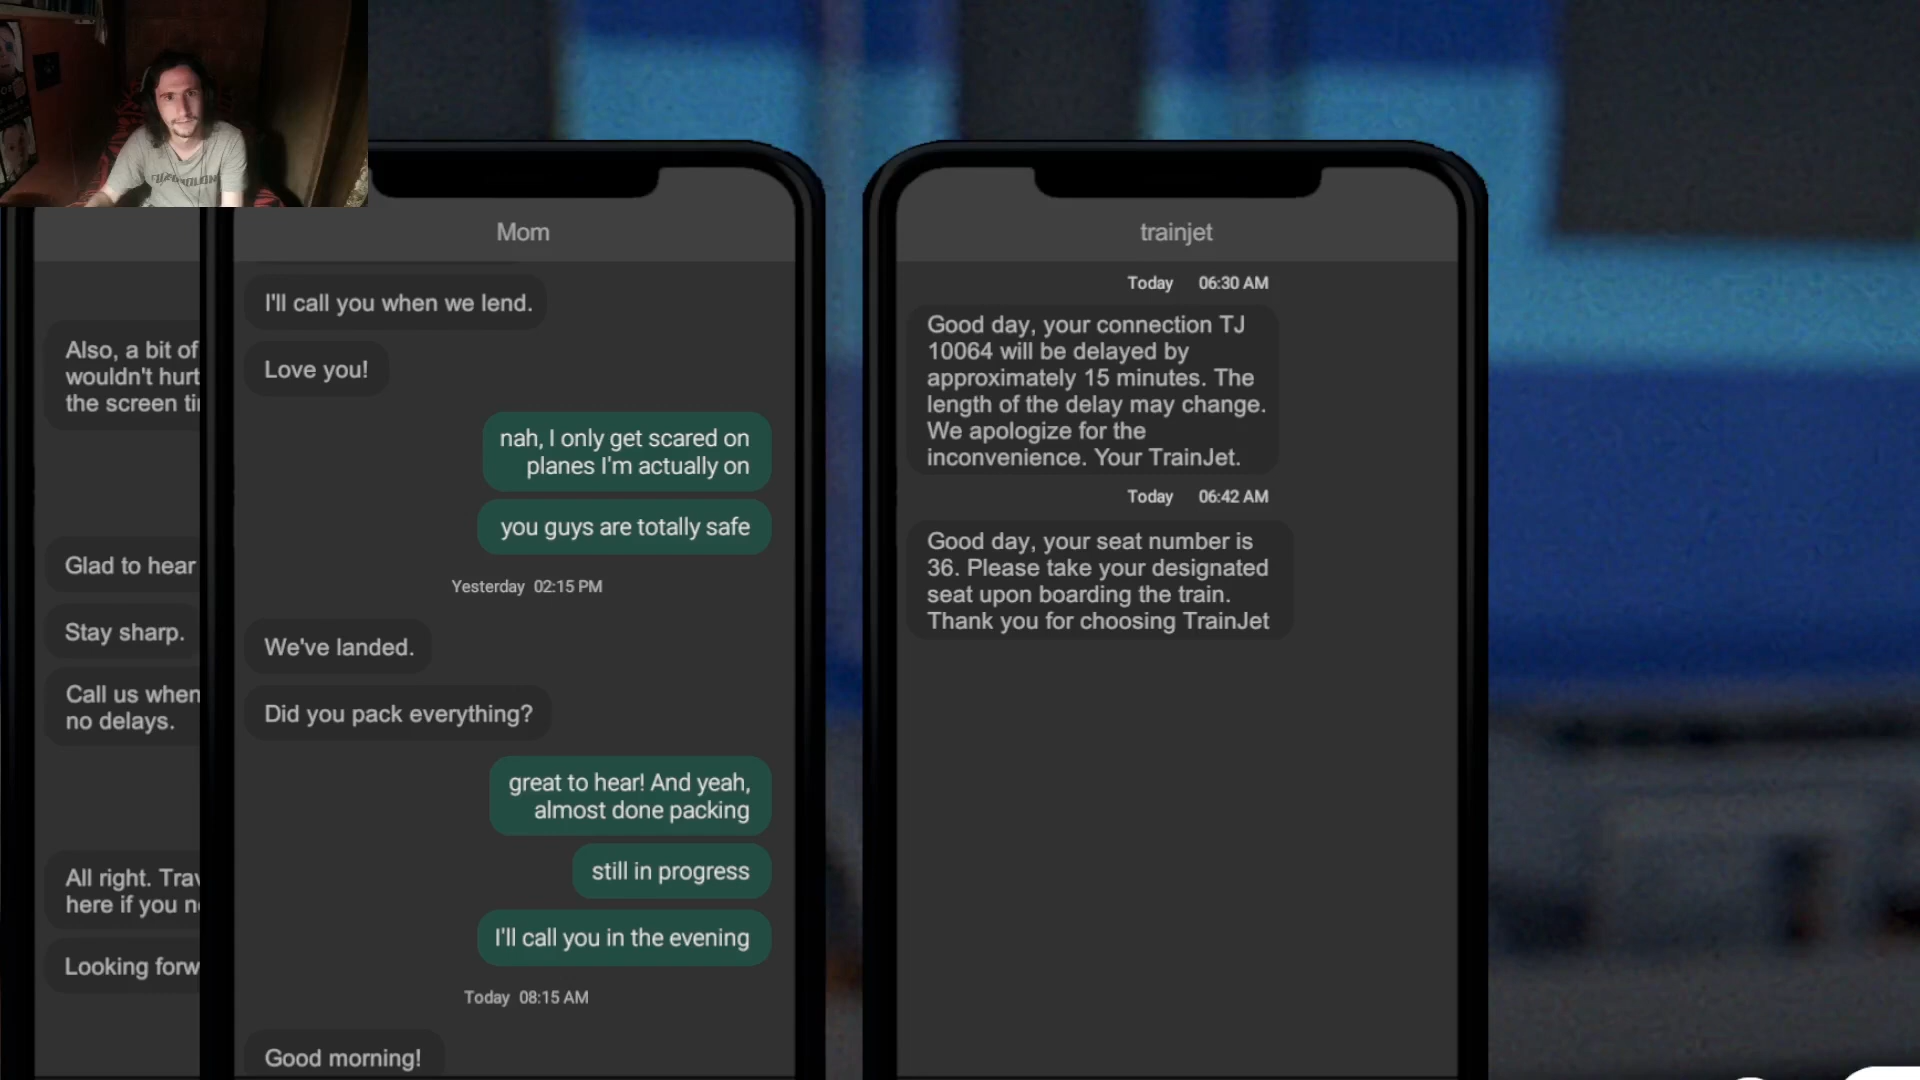 Also, a bit of
wouldn't hurt
the screen
Glad to hear
Stay sharp.
Call us when
no delays.
All right.
here if you
Looking
Mom
I'll call you when we lend.
Love you!
nah, I only get scared on
planes I'm actually on
you guys are totally safe
Yesterday 02:15 PM
We've landed.
Did you pack everything?
great to hear! And yeah,
almost done packing
still in progress
I'll call you in the evening
Today 08:15 AM
Good morning!
trainjet
Today 06:30 AM
Good day, your connection TJ
10064 will be delayed by
approximately 15 minutes. The
length of the delay may change.
We apologize for the
inconvenience. Your TrainJet.
Today 06:42 AM
Good day, your seat number is
36. Please take your designated
seat upon boarding the train.
Thank you for choosing TrainJet